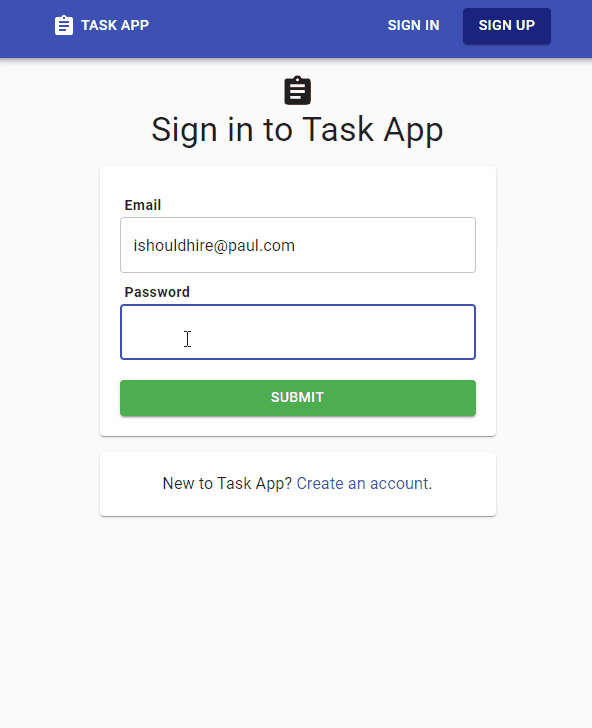 TASK APP SIGN IN SIGN UP
Sign in to Task App
Email
ishouldhire@paul.com
Password
SUBMIT
New to Task App? Create an account.